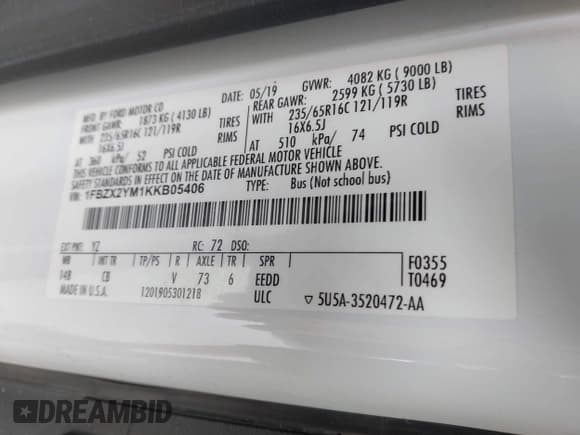 MFD. BY FORD MOTOR CO
DATE: 05/19 GVWR: 4082 KG ( 9000 LB)
FRONT GAWR: 1873 KG ( 4130 LB) REAR GAWR: 2599 KG ( 5730 LB)
WITH 235/65R16C 121/119R TIRES WITH 235/65R16C 121/119R TIRES
16X6.5J RIMS 16X6.5J RIMS
AT 360 kPa/ 52 PSI COLD AT 510 kPa/ 74 PSI COLD
THIS VEHICLE CONFORMS TO ALL APPLICABLE FEDERAL MOTOR VEHICLE
SAFETY STANDARDS IN EFFECT ON THE DATE OF MANUFACTURE SHOWN ABOVE.
VIN: 1FBZX2YM1KKB05406 TYPE: Bus (Not school bus)
EXT PNT: YZ RC: 72 DSO:
WB INT TR TP/PS R AXLE TR SPR F0355
148 CB V 73 6 EEDD T0469
MADE IN U.S.A. 1201905301218 ULC ▽ 5U5A-3520472-AA
DREAMBID